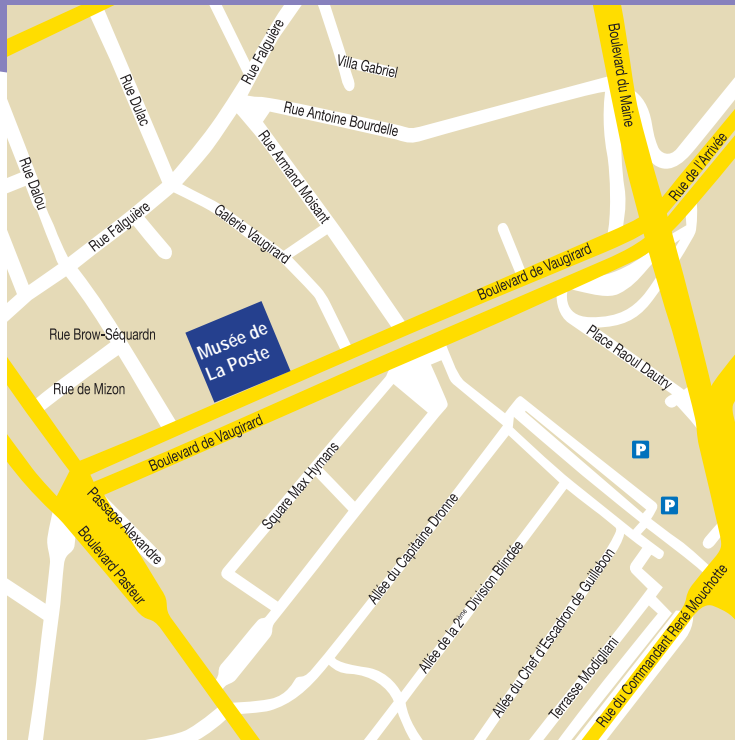 Rue Falguière
Villa Gabriel
Boulevard du Maine
Rue Dulac
Rue Antoine Bourdelle
Rue Armand Moisant
Rue de l'Arrivée
Rue Dalou
Rue Falguière
Galerie Vaugirard
Boulevard de Vaugirard
Rue Brow-Séquardn
Musée de
La Poste
Place Raoul Dautry
Rue de Mizon
Boulevard de Vaugirard
P
Square Max Hymans
P
Passage Alexandre
Boulevard Pasteur
Allée du Capitaine Dronne
Allée de la 2ème Division Blindée
Allée du Chef d'Escadron de Guillebon
Terrasse Modigliani
Rue du Commandant René Mouchotte